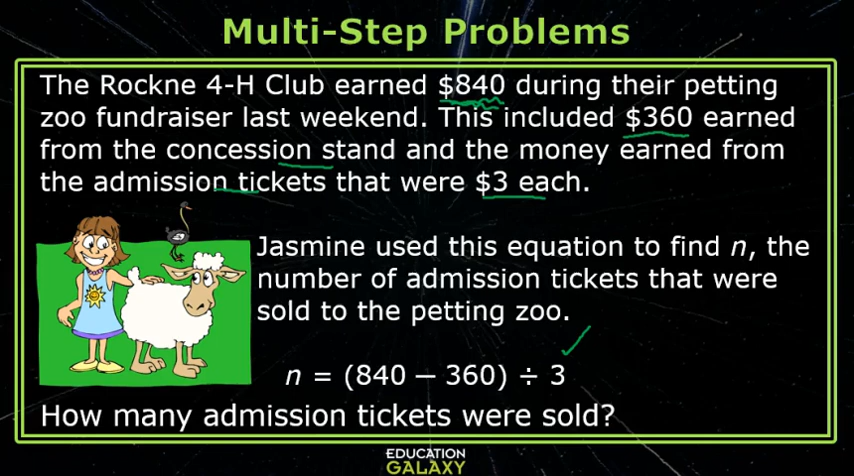 Multi-Step Problems
The Rockne 4-H Club earned $840 during their petting
zoo fundraiser last weekend. This included $360 earned
from the concession stand and the money earned from
the admission tickets that were $3 each.
Jasmine used this equation to find n, the
number of admission tickets that were
sold to the petting zoo.
n = (840 − 360) ÷ 3
How many admission tickets were sold?
EDUCATION
GALAXY